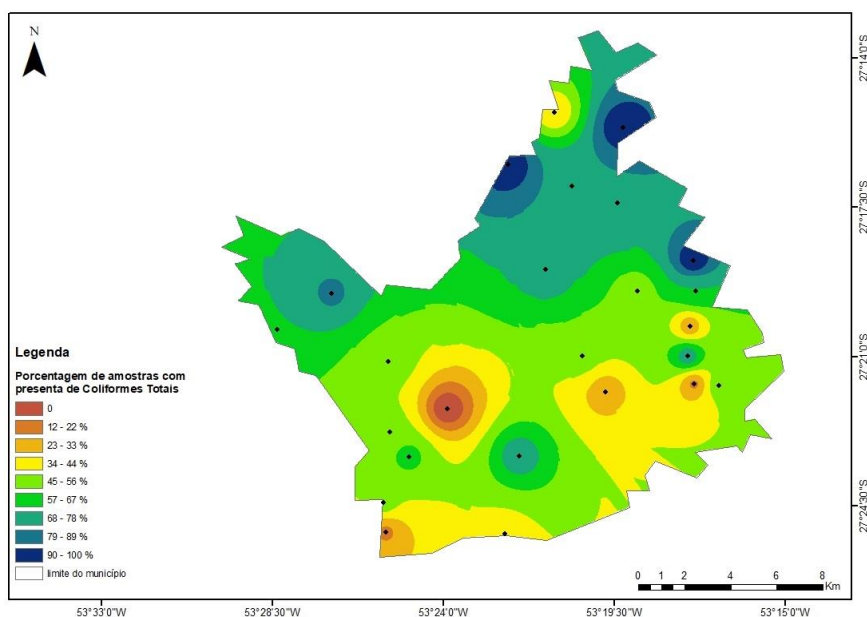 N
27°14'0"S
27°17'30"S
27°21'0"S
27°24'30"S
Legenda
Porcentagem de amostras com
presenta de Coliformes Totais
0
12 - 22 %
23 - 33 %
34 - 44 %
45 - 56 %
57 - 67 %
68 - 78 %
79 - 89 %
90 - 100 %
limite do município
0 1 2 4 6 8
Km
53°33'0"W
53°28'30"W
53°24'0"W
53°19'30"W
53°15'0"W